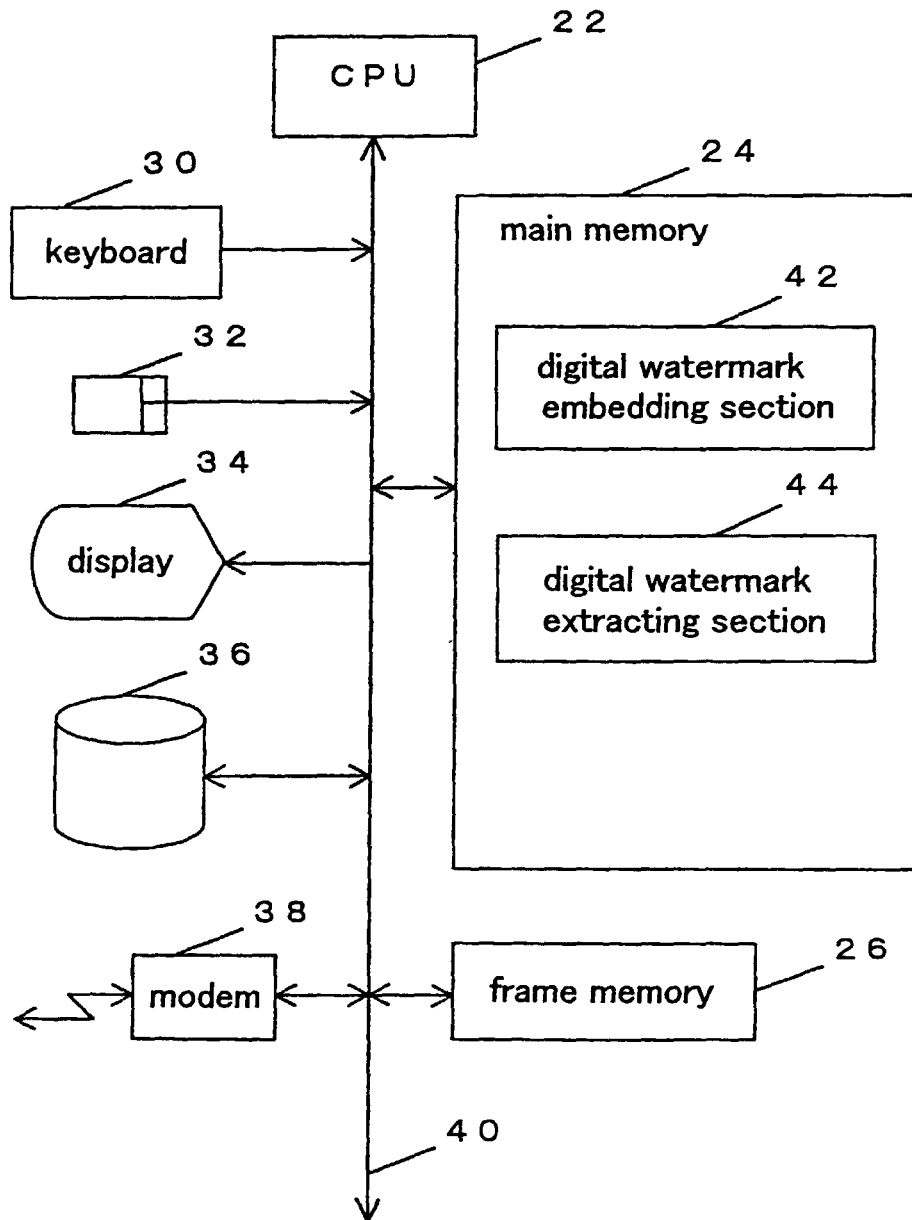 22
CPU
30
24
keyboard
main memory
32
42
digital watermark
embedding section
34
display
44
digital watermark
extracting section
36
38
modem
26
frame memory
40